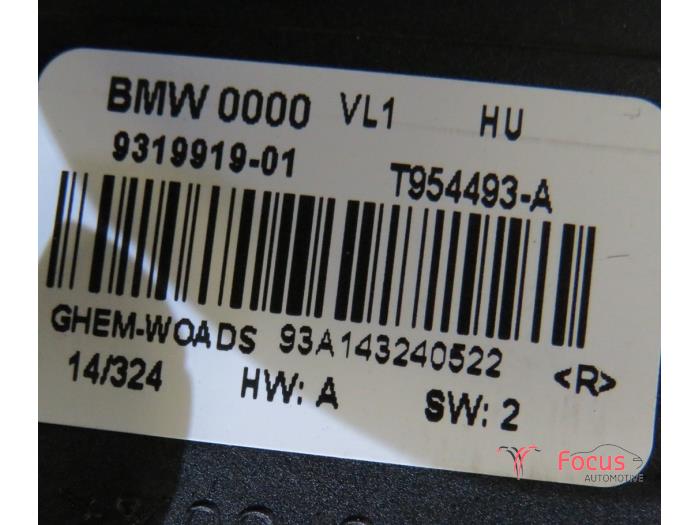 BMW 0000 VL1 HU
9319919-01 T954493-A
GHEM-WOADS 93A143240522 <R>
14/324 HW: A SW: 2
Focus
AUTOMOTIVE